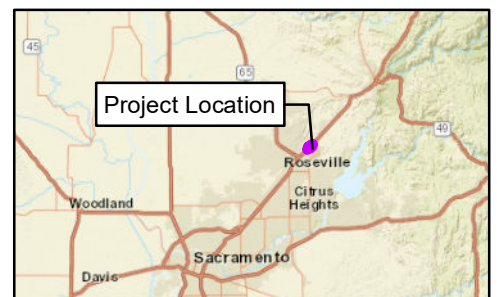 45
65
Project Location
49
Roseville
Citrus
Heights
Woodland
Sacramento
Davis